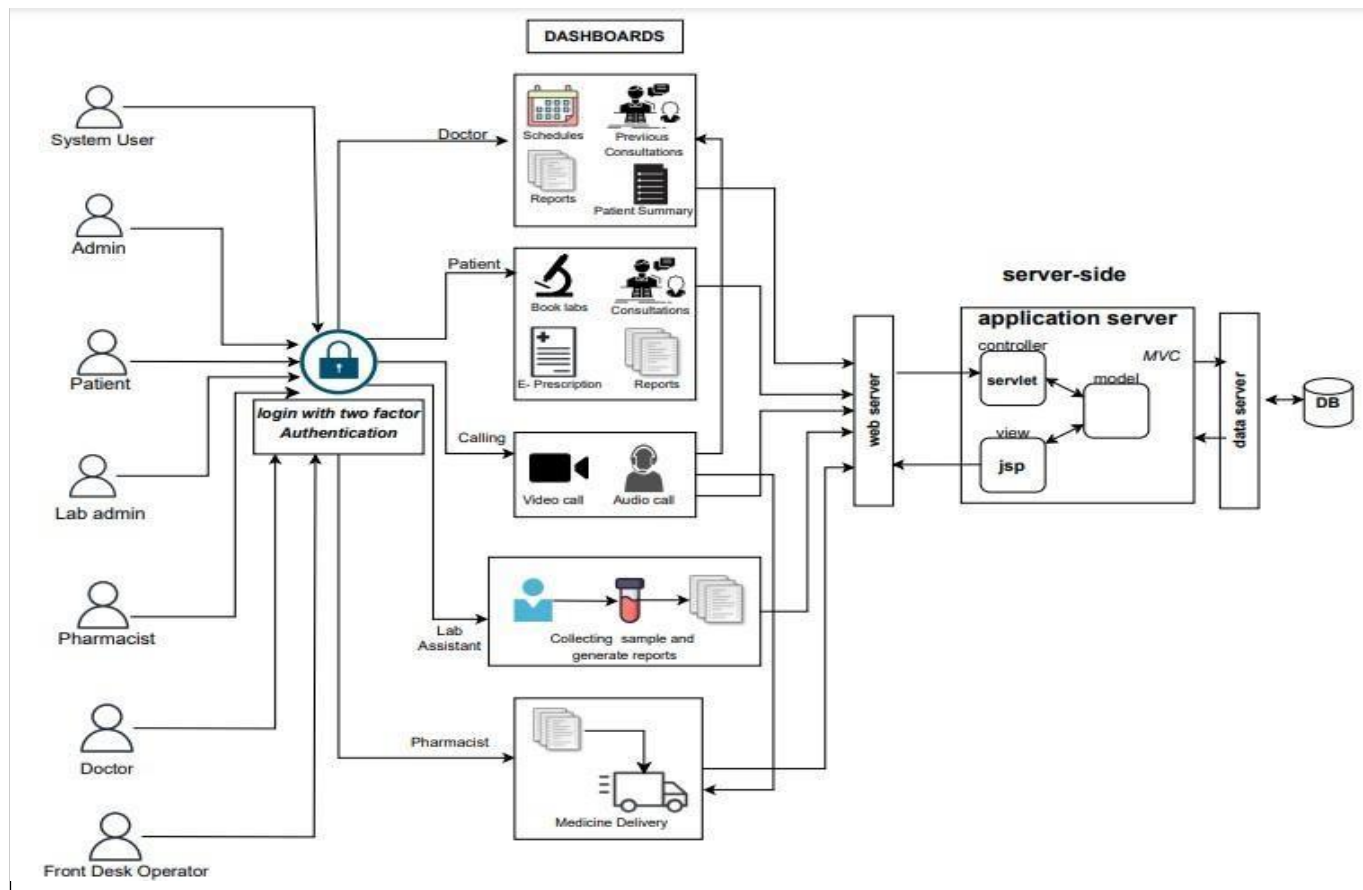 DASHBOARDS
System User
Admin
Patient
Lab admin
Pharmacist
Doctor
Front Desk Operator
login with two factor
Authentication
Doctor
Schedules
Previious
Consultations
Reports
Patient Summary
Patient
Book labs
Consultations
E- Prescription
Reports
Calling
Video call
Audio call
Lab
Assistant
Collecting sample and
generate reports
Pharmacist
Medicine Delivery
web server
server-side
application server
controller
MVC
servlet
model
view
jsp
data server
DB